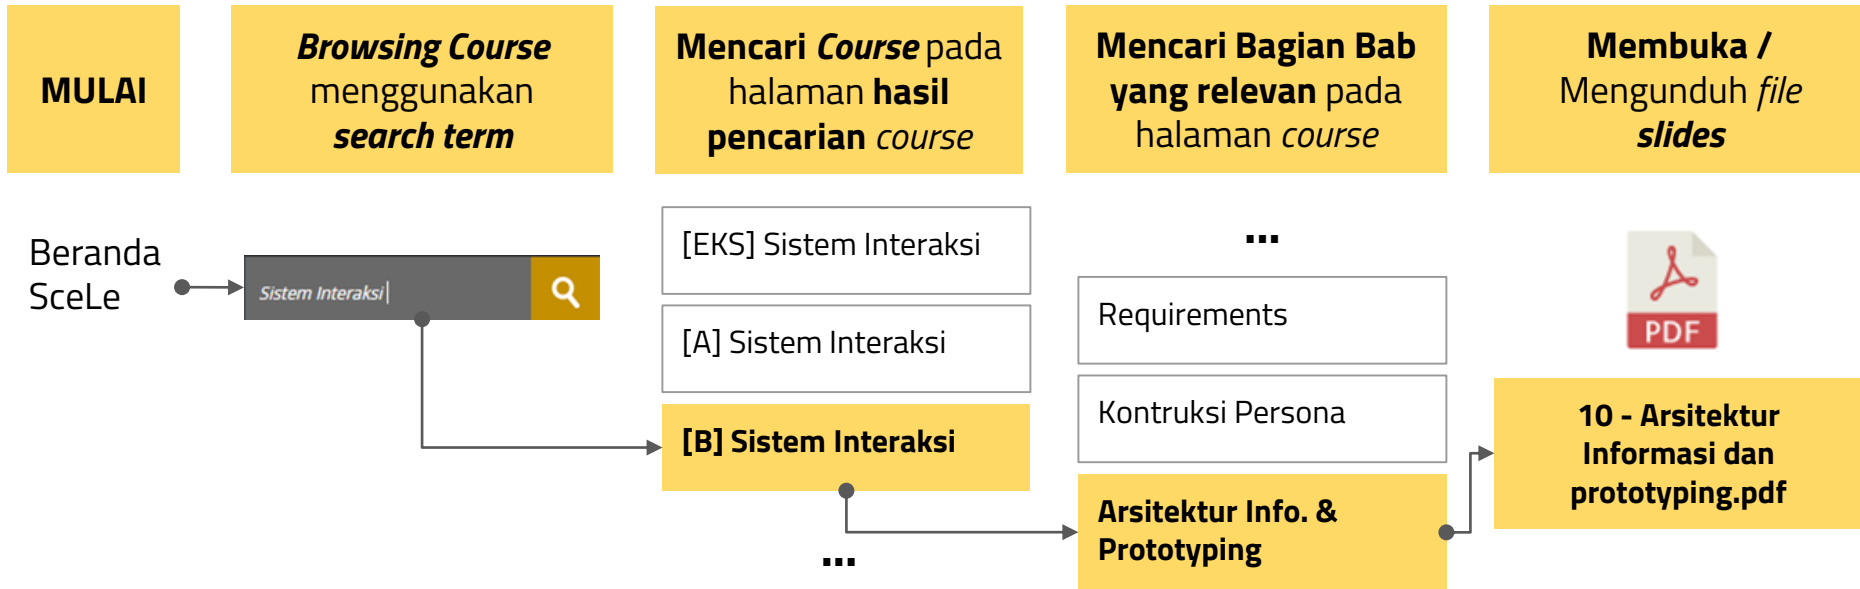 MULAI
Browsing Course
menggunakan
search term
Mencari Course pada
halaman hasil
pencarian course
Mencari Bagian Bab
yang relevan pada
halaman course
Membuka /
Mengunduh file
slides
Beranda
SceLe
Sistem Interaksi
[EKS] Sistem Interaksi
[A] Sistem Interaksi
[B] Sistem Interaksi
...
...
Requirements
Kontruksi Persona
Arsitektur Info. &
Prototyping
PDF
10 - Arsitektur
Informasi dan
prototyping.pdf